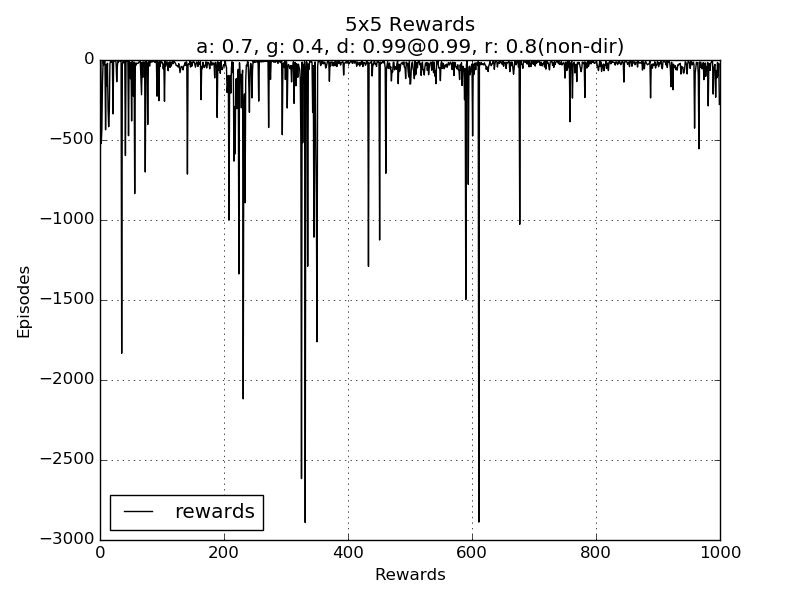 5x5 Rewards
a: 0.7, g: 0.4, d: 0.99@0.99, r: 0.8(non-dir)
0
−500
−1000
−1500
−2000
−2500
−3000
Episodes
rewards
0 200 400 600 800 1000
Rewards